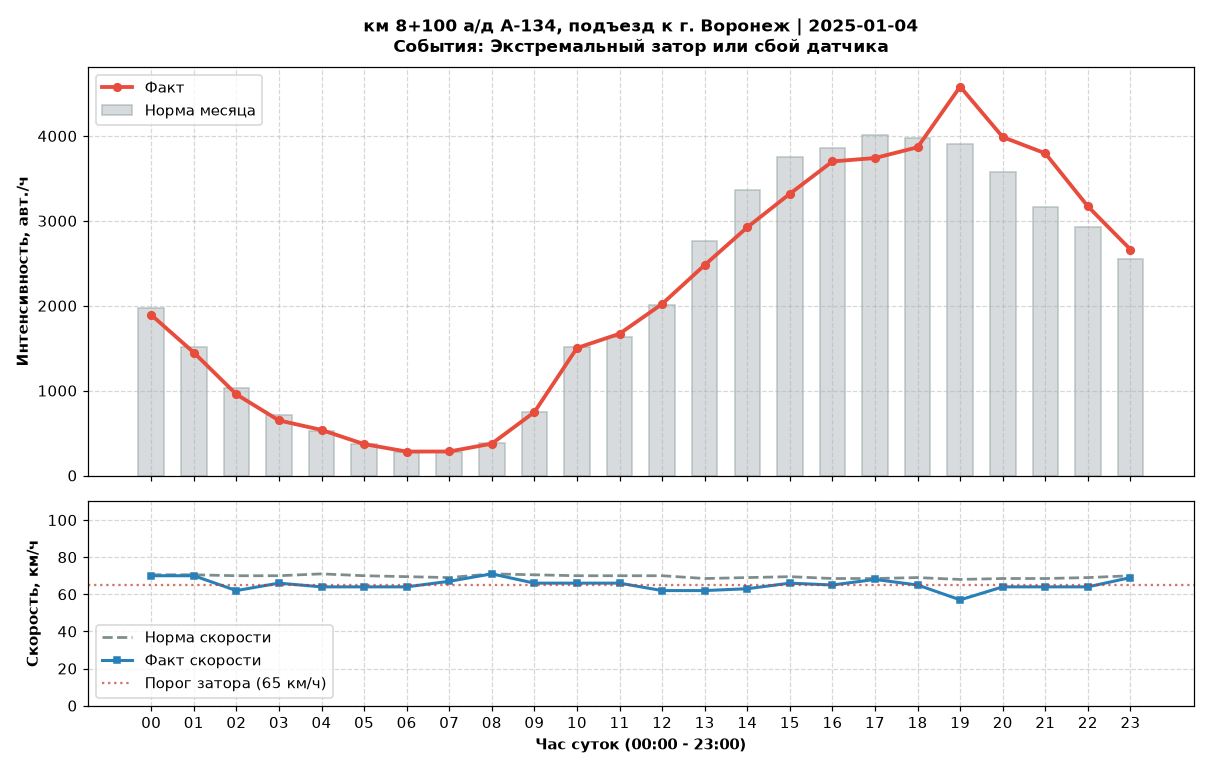 км 8+100 а/д А-134, подъезд к г. Воронеж | 2025-01-04
События: Экстремальный затор или сбой датчика
Факт
Норма месяца
Интенсивность, авт./ч
4000
3000
2000
1000
0
Скорость, км/ч
100
80
60
40
20
0
Норма скорости
Факт скорости
Порог затора (65 км/ч)
00 01 02 03 04 05 06 07 08 09 10 11 12 13 14 15 16 17 18 19 20 21 22 23
Час суток (00:00 - 23:00)